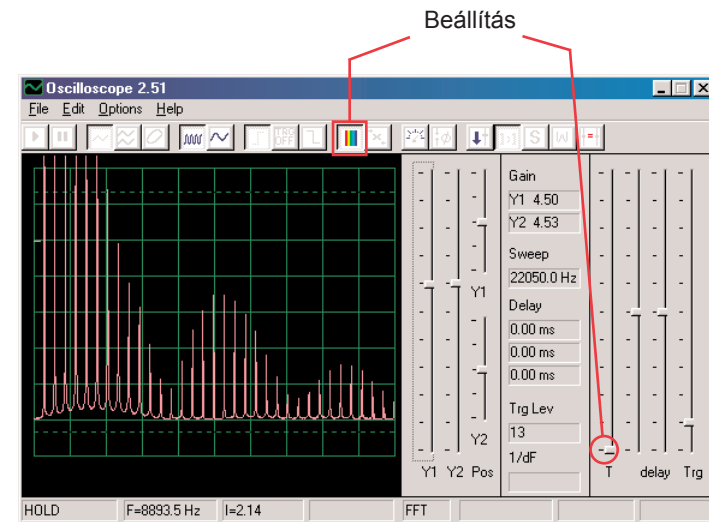 Beállítás
Oscilloscope 2.51
File Edit Options Help
TRG OFF
S W
Gain
Y1 4.50
Y2 4.53
Sweep
22050.0 Hz
Delay
0.00 ms
0.00 ms
0.00 ms
Trg Lev
13
1/dF
Y1
Y2
Y1 Y2 Pos
T delay Trg
HOLD F=8893.5 Hz I=2.14 FFT